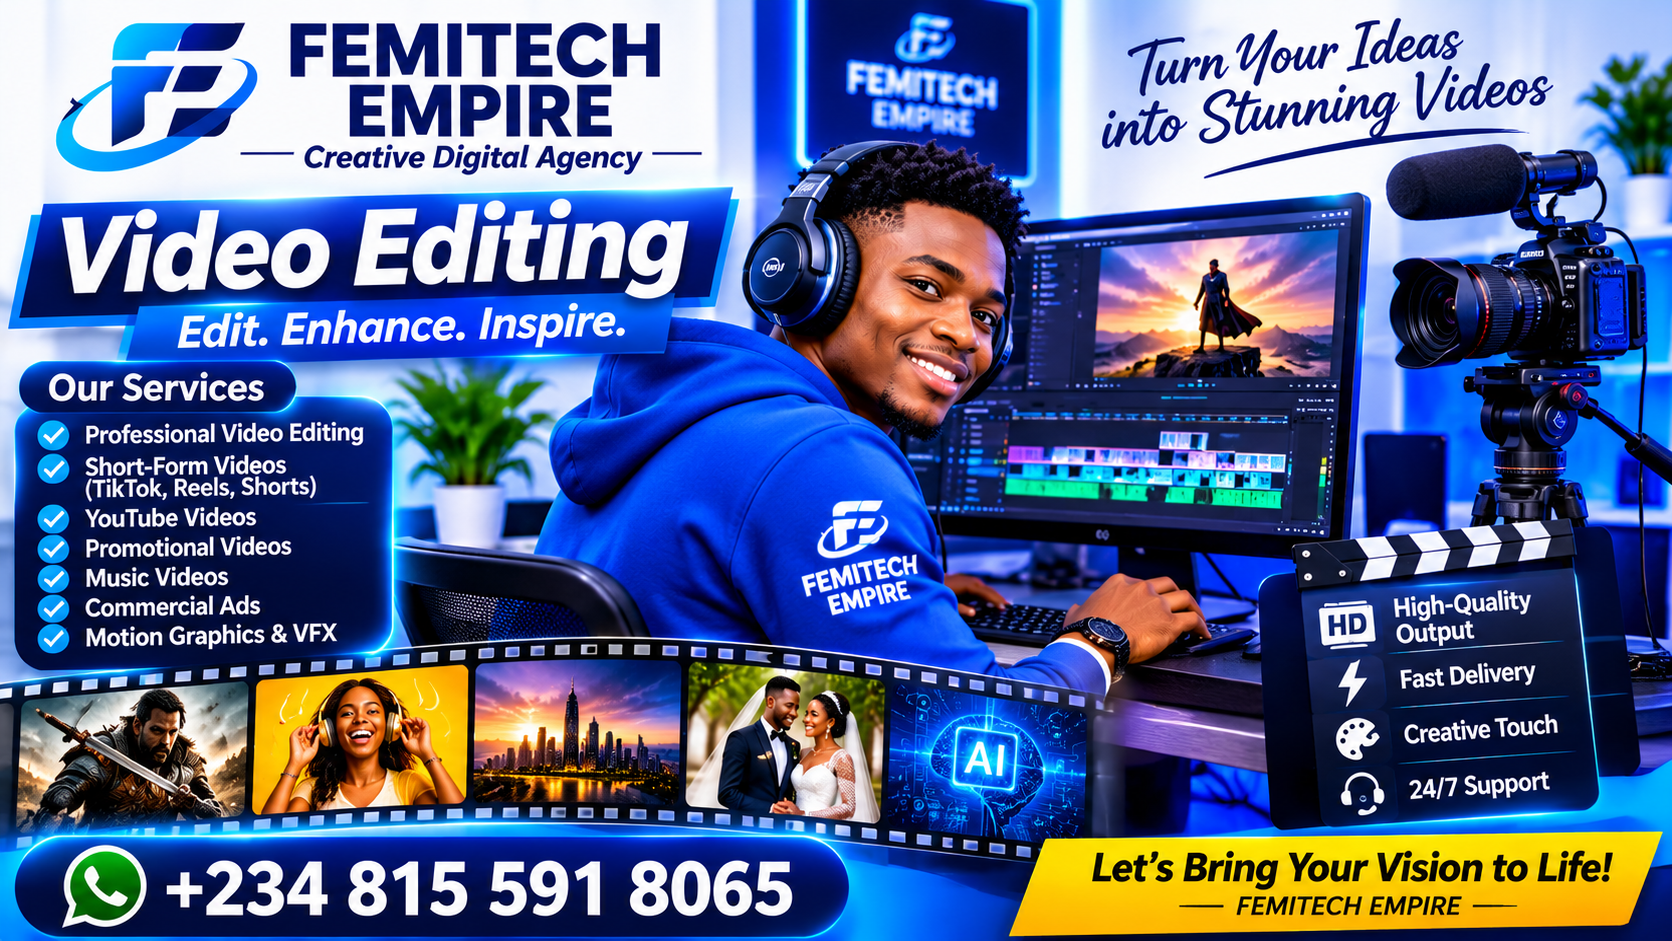 FEMITECH
EMPIRE
Creative Digital Agency
FEMITECH
EMPIRE
Turn Your Ideas
into Stunning Videos
Video Editing
Edit. Enhance. Inspire.
Our Services
Professional Video Editing
Short-Form Videos
(TikTok, Reels, Shorts)
YouTube Videos
Promotional Videos
Music Videos
Commercial Ads
Motion Graphics & VFX
FEMITECH
EMPIRE
HD
High-Quality
Output
Fast Delivery
Creative Touch
24/7 Support
AI
+234 815 591 8065
Let's Bring Your Vision to Life!
FEMITECH EMPIRE